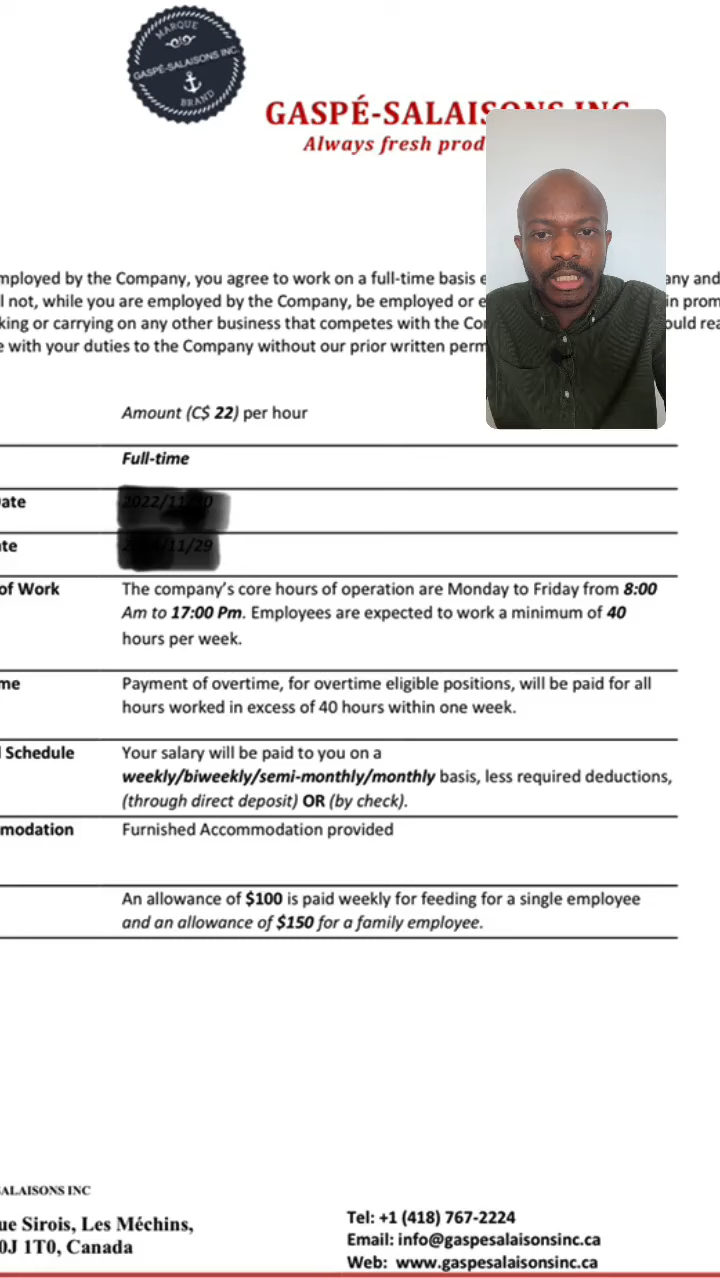 MARQUE
GASPÉ-SALAISONS INC
BRAND
GASPÉ-SALAISONS INC
Always fresh prod
mployed by the Company, you agree to work on a full-time basis e any and
l not, while you are employed by the Company, be employed or e in prom
king or carrying on any other business that competes with the Co ould rea
e with your duties to the Company without our prior written perm
Amount (C$ 22) per hour
Full-time
ate 2022/11/ 0
te /11/29
of Work The company's core hours of operation are Monday to Friday from 8:00
Am to 17:00 Pm. Employees are expected to work a minimum of 40
hours per week.
me Payment of overtime, for overtime eligible positions, will be paid for all
hours worked in excess of 40 hours within one week.
l Schedule Your salary will be paid to you on a
weekly/biweekly/semi-monthly/monthly basis, less required deductions,
(through direct deposit) OR (by check).
modation Furnished Accommodation provided
An allowance of $100 is paid weekly for feeding for a single employee
and an allowance of $150 for a family employee.
SALAISONS INC
ue Sirois, Les Méchins,
0J 1T0, Canada
Tel: +1 (418) 767-2224
Email: info@gaspesalaisonsinc.ca
Web: www.gaspesalaisonsinc.ca